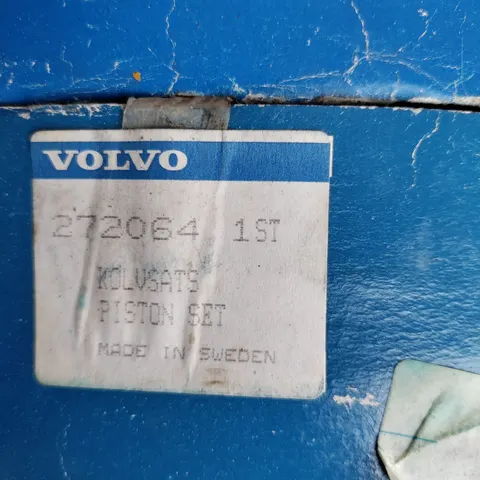 VOLVO
272064 1ST
KOLVSATS
PISTON SET
MADE IN SWEDEN